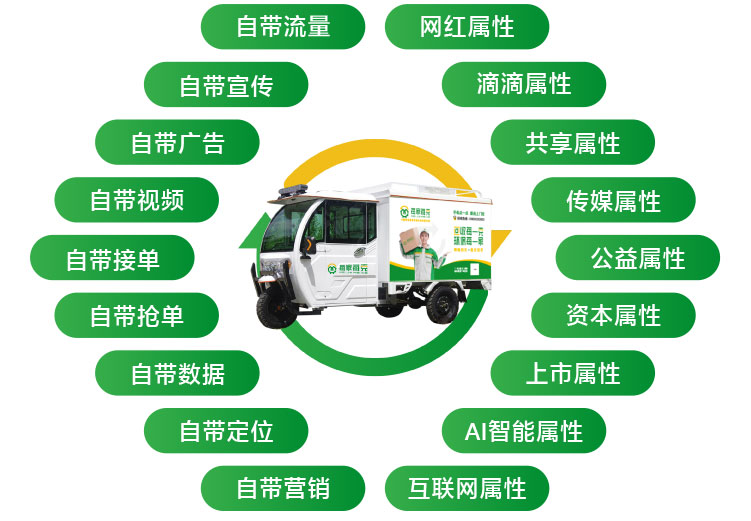 自带流量
网红属性
自带宣传
滴滴属性
自带广告
共享属性
自带视频
传媒属性
自带接单
公益属性
自带抢单
资本属性
自带数据
上市属性
自带定位
AI智能属性
自带营销
互联网属性